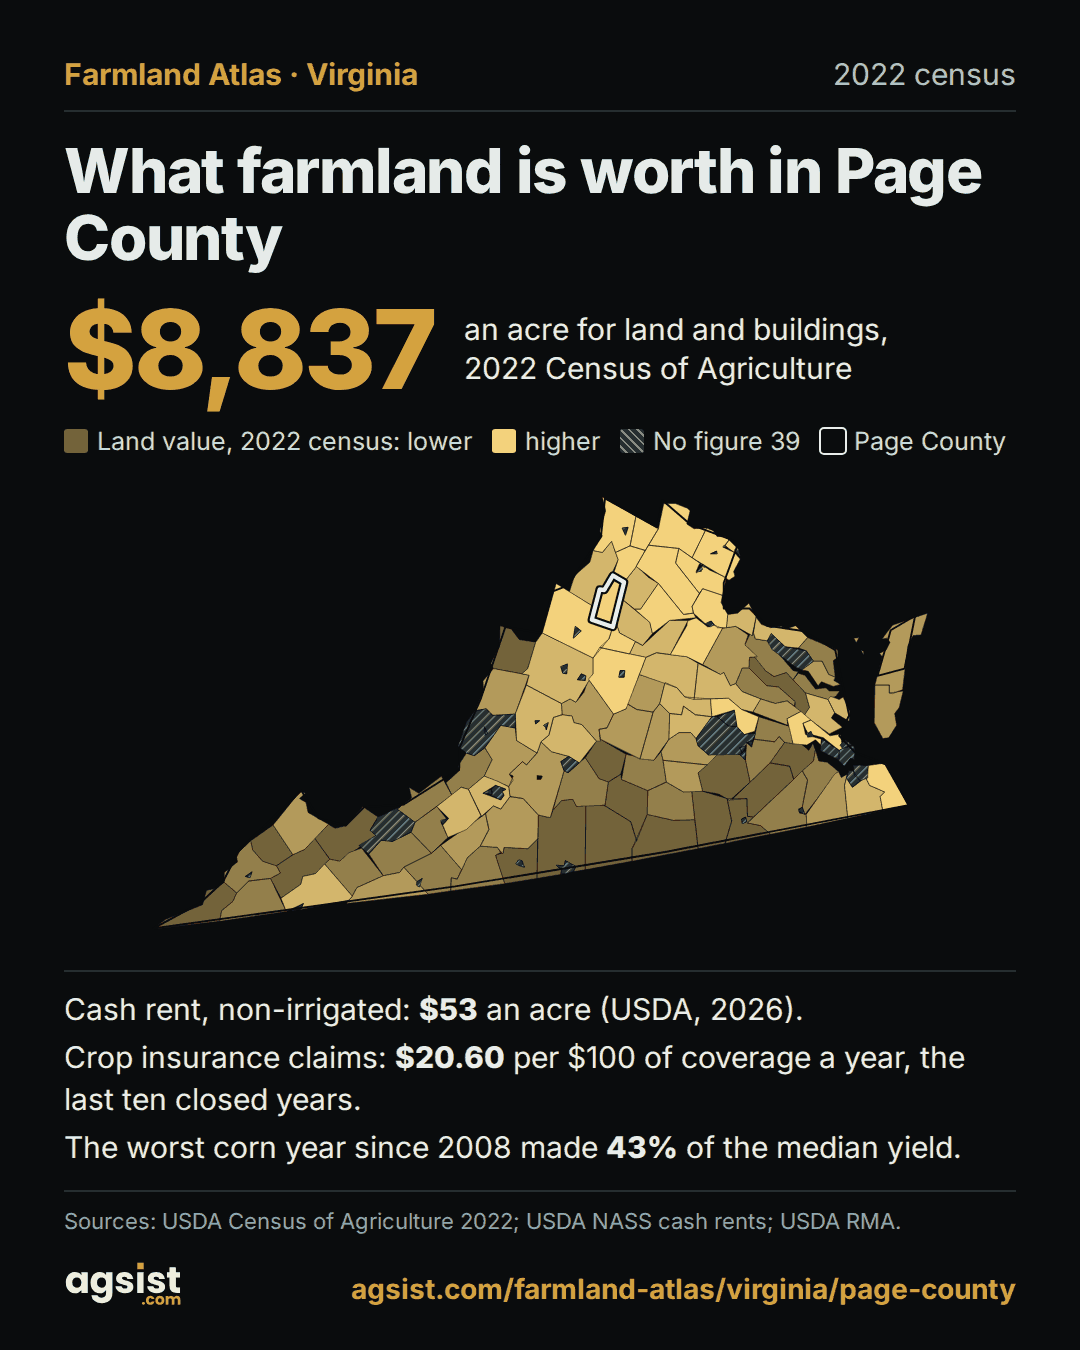 Farmland Atlas · Virginia
2022 census
What farmland is worth in Page
County
$8,837
an acre for land and buildings,
2022 Census of Agriculture
Land value, 2022 census: lower
higher
No figure 39
Page County
Cash rent, non-irrigated: $53 an acre (USDA, 2026).
Crop insurance claims: $20.60 per $100 of coverage a year, the
last ten closed years.
The worst corn year since 2008 made 43% of the median yield.
Sources: USDA Census of Agriculture 2022; USDA NASS cash rents; USDA RMA.
agsist
.com
agsist.com/farmland-atlas/virginia/page-county